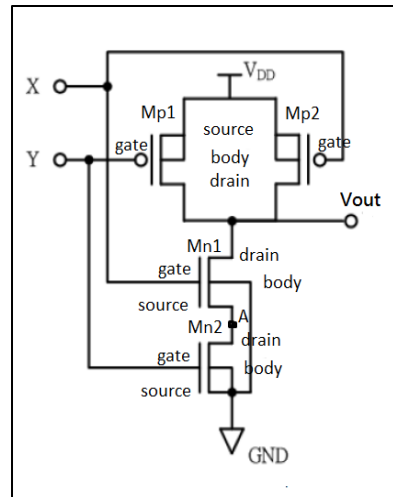 V_DD
X
Mp1
Mp2
gate
source
gate
Y
body
drain
Vout
Mn1
drain
gate
body
source
A
Mn2
drain
gate
body
source
GND